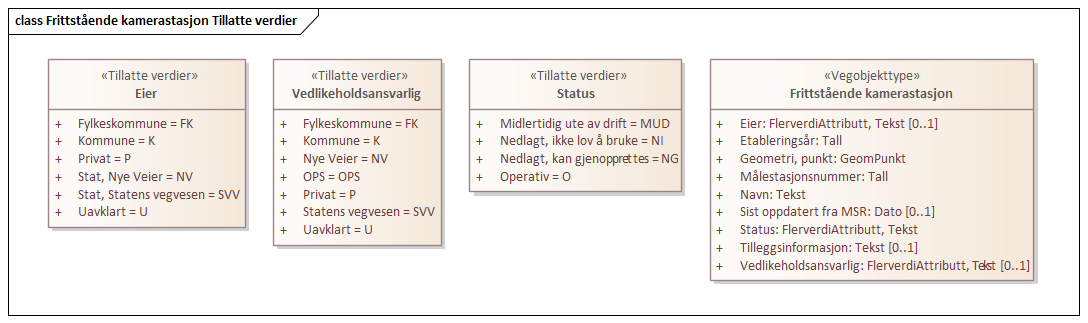 class Frittstående kamerastasjon Tillatte verdier
«Tillatte verdier»
Eier
+ Fylkeskommune = FK
+ Kommune = K
+ Privat = P
+ Stat, Nye Veier = NV
+ Stat, Statens vegvesen = SVV
+ Uavklart = U
«Tillatte verdier»
Vedlikeholdsansvarlig
+ Fylkeskommune = FK
+ Kommune = K
+ Nye Veier = NV
+ OPS = OPS
+ Privat = P
+ Statens vegvesen = SVV
+ Uavklart = U
«Tillatte verdier»
Status
+ Midlertidig ute av drift = MUD
+ Nedlagt, ikke lov å bruke = NI
+ Nedlagt, kan gjenopprettes = NG
+ Operativ = O
«Vegobjekttype»
Frittstående kamerastasjon
+ Eier: FlerverdiAttributt, Tekst [0..1]
+ Etableringsår: Tall
+ Geometri, punkt: GeomPunkt
+ Målestasjonsnummer: Tall
+ Navn: Tekst
+ Sist oppdatert fra MSR: Dato [0..1]
+ Status: FlerverdiAttributt, Tekst
+ Tilleggsinformasjon: Tekst [0..1]
+ Vedlikeholdsansvarlig: FlerverdiAttributt, Tekst [0..1]